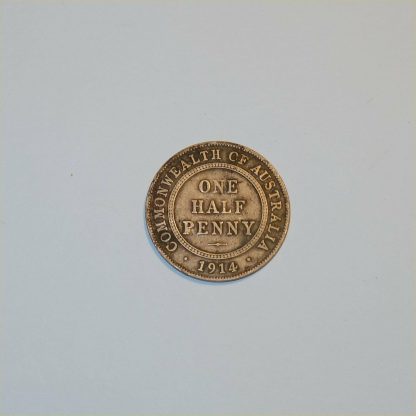 COMMONWEALTH OF AUSTRALIA
ONE
HALF
PENNY
1914